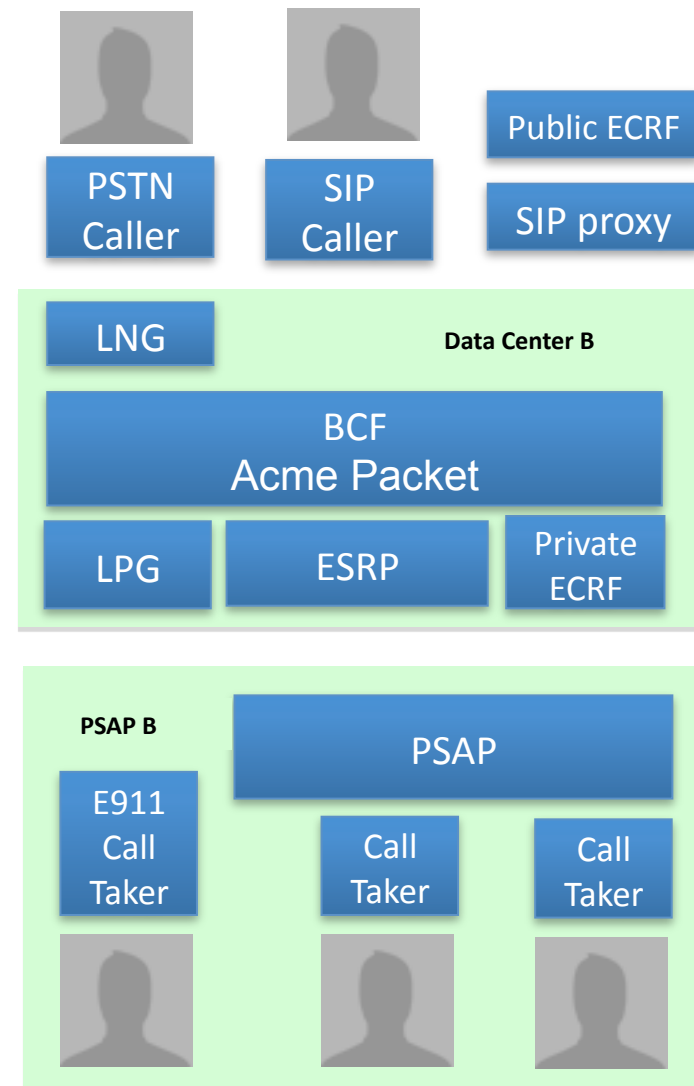 PSTN
Caller
SIP
Caller
Public ECRF
SIP proxy
LNG
Data Center B
BCF
Acme Packet
LPG
ESRP
Private
ECRF
PSAP B
PSAP
E911
Call
Taker
Call
Taker
Call
Taker